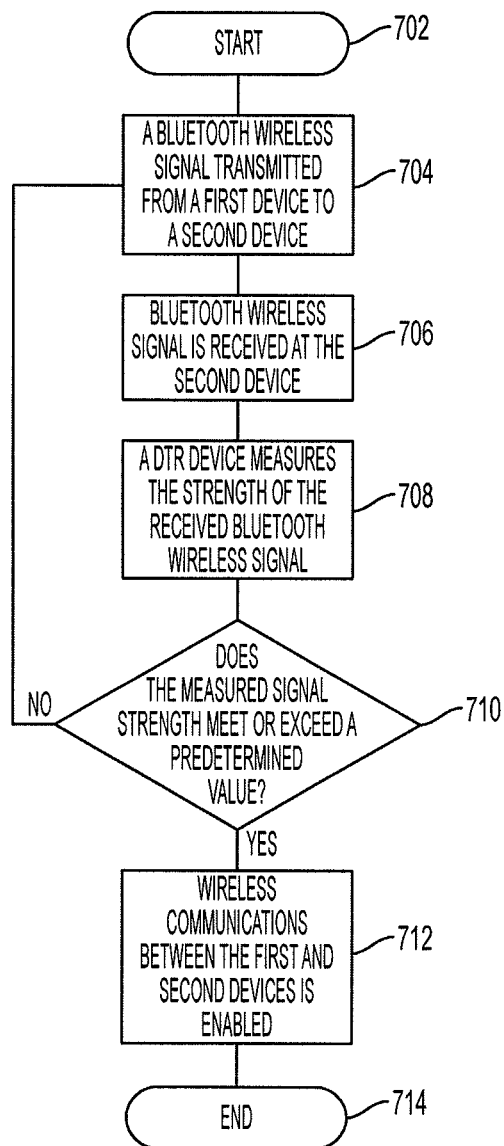 START
702
A BLUETOOTH WIRELESS
SIGNAL TRANSMITTED
FROM A FIRST DEVICE TO
A SECOND DEVICE
704
BLUETOOTH WIRELESS
SIGNAL IS RECEIVED AT THE
SECOND DEVICE
706
A DTR DEVICE MEASURES
THE STRENGTH OF THE
RECEIVED BLUETOOTH
WIRELESS SIGNAL
708
DOES
THE MEASURED SIGNAL
STRENGTH MEET OR EXCEED A
PREDETERMINED
VALUE?
710
NO
YES
WIRELESS
COMMUNICATIONS
BETWEEN THE FIRST AND
SECOND DEVICES IS
ENABLED
712
END
714